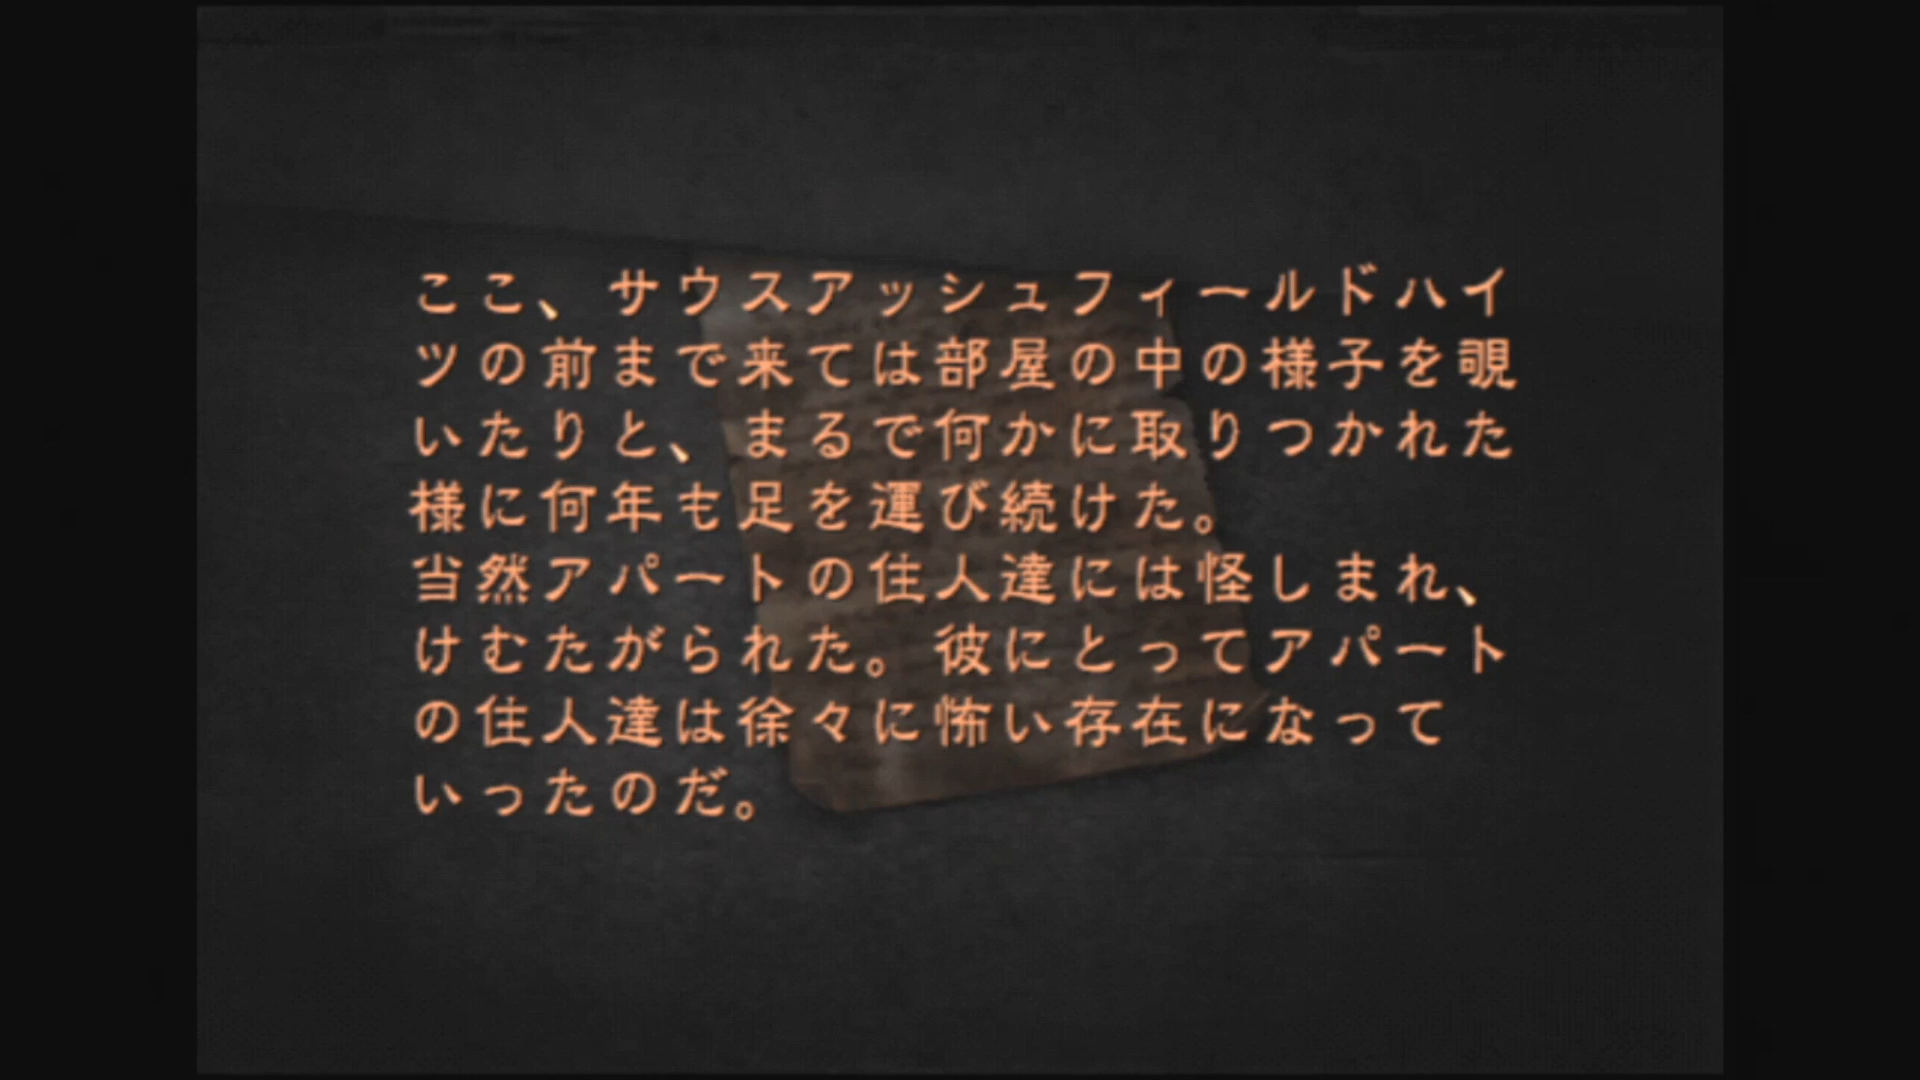 ここ、サウスアッシュフィールドハイ
ツの前まで来ては部屋の中の様子を覗
いたりと、まるで何かに取りつかれた
様に何年も足を運び続けた。
当然アパートの住人達には怪しまれ、
けむたがられた。彼にとってアパート
の住人達は徐々に怖い存在になって
いったのだ。